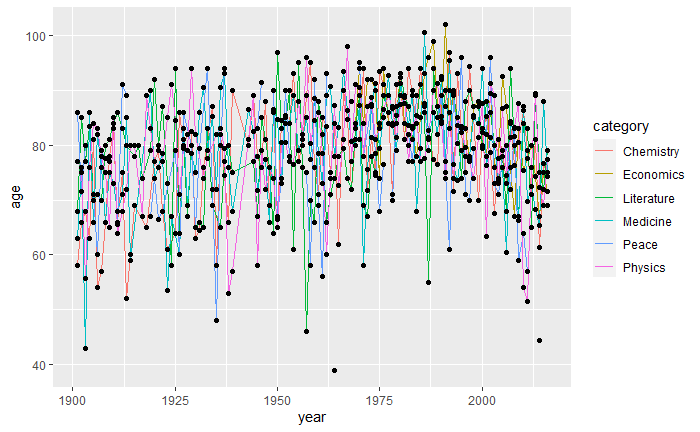 100
80
60
40
age
1900
1925
1950
1975
2000
year
category
Chemistry
Economics
Literature
Medicine
Peace
Physics